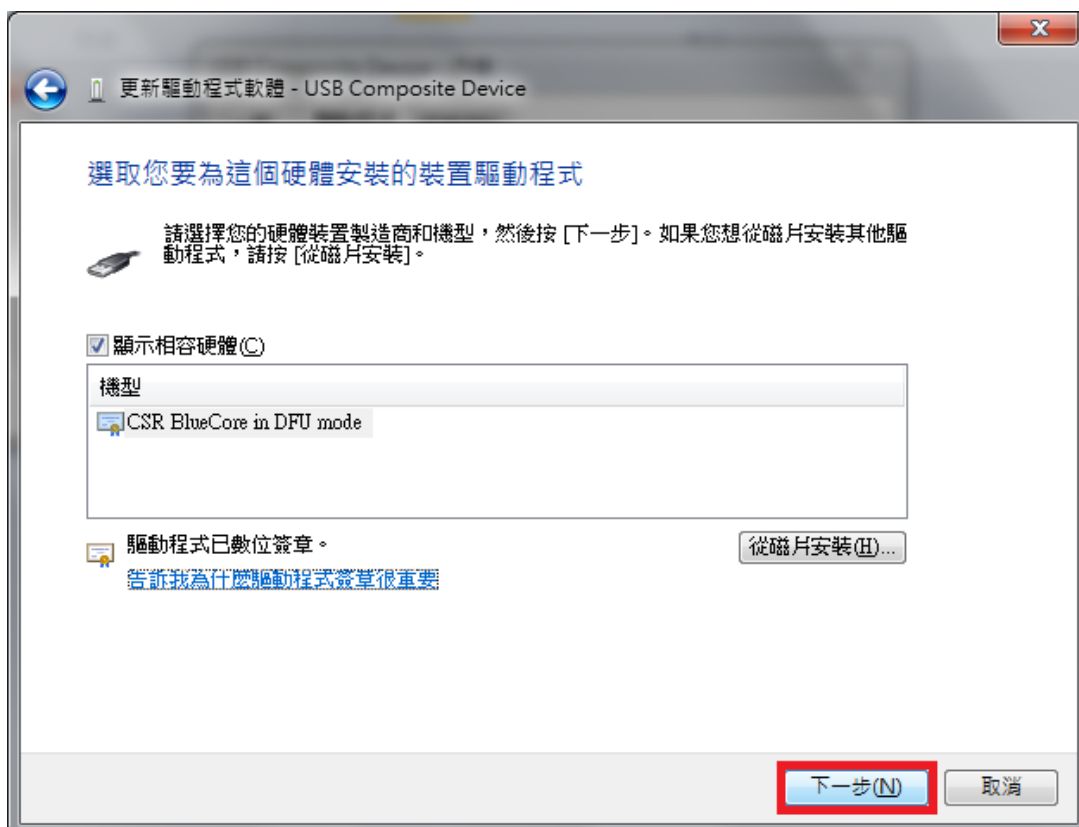 更新驅動程式軟體 - USB Composite Device
選取您要為這個硬體安裝的裝置驅動程式
請選擇您的硬體裝置製造商和機型，然後按 [下一步]。如果您想從磁片安裝其他驅
動程式，請按 [從磁片安裝]。
顯示相容硬體(C)
機型
CSR BlueCore in DFU mode
驅動程式已數位簽章。
從磁片安裝(H)...
告訴我為什麼驅動程式簽章很重要
下一步(N)
取消